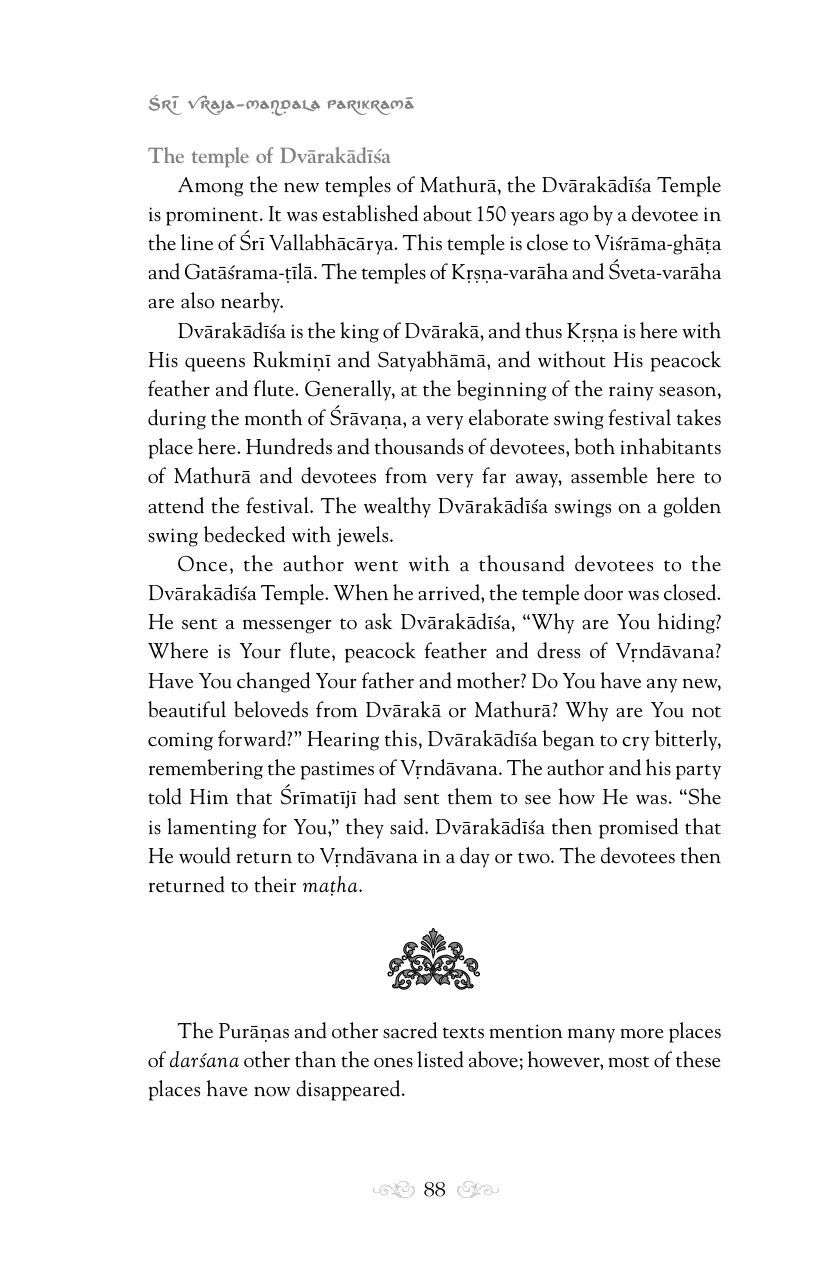 Śrī Vraja-maṇḍala Parikramā
The temple of Dvārakādīśa
Among the new temples of Mathurā, the Dvārakādīśa Temple
is prominent. It was established about 150 years ago by a devotee in
the line of Śrī Vallabhācārya. This temple is close to Viśrāma-ghāṭa
and Gatāśrama-ṭīlā. The temples of Kṛṣṇa-varāha and Śveta-varāha
are also nearby.
Dvārakādīśa is the king of Dvārakā, and thus Kṛṣṇa is here with
His queens Rukmiṇī and Satyabhāmā, and without His peacock
feather and flute. Generally, at the beginning of the rainy season,
during the month of Śrāvaṇa, a very elaborate swing festival takes
place here. Hundreds and thousands of devotees, both inhabitants
of Mathurā and devotees from very far away, assemble here to
attend the festival. The wealthy Dvārakādīśa swings on a golden
swing bedecked with jewels.
Once, the author went with a thousand devotees to the
Dvārakādīśa Temple. When he arrived, the temple door was closed.
He sent a messenger to ask Dvārakādīśa, “Why are You hiding?
Where is Your flute, peacock feather and dress of Vṛndāvana?
Have You changed Your father and mother? Do You have any new,
beautiful beloveds from Dvārakā or Mathurā? Why are You not
coming forward?” Hearing this, Dvārakādīśa began to cry bitterly,
remembering the pastimes of Vṛndāvana. The author and his party
told Him that Śrīmatījī had sent them to see how He was. “She
is lamenting for You,” they said. Dvārakādīśa then promised that
He would return to Vṛndāvana in a day or two. The devotees then
returned to their maṭha.
The Purāṇas and other sacred texts mention many more places
of darśana other than the ones listed above; however, most of these
places have now disappeared.
88